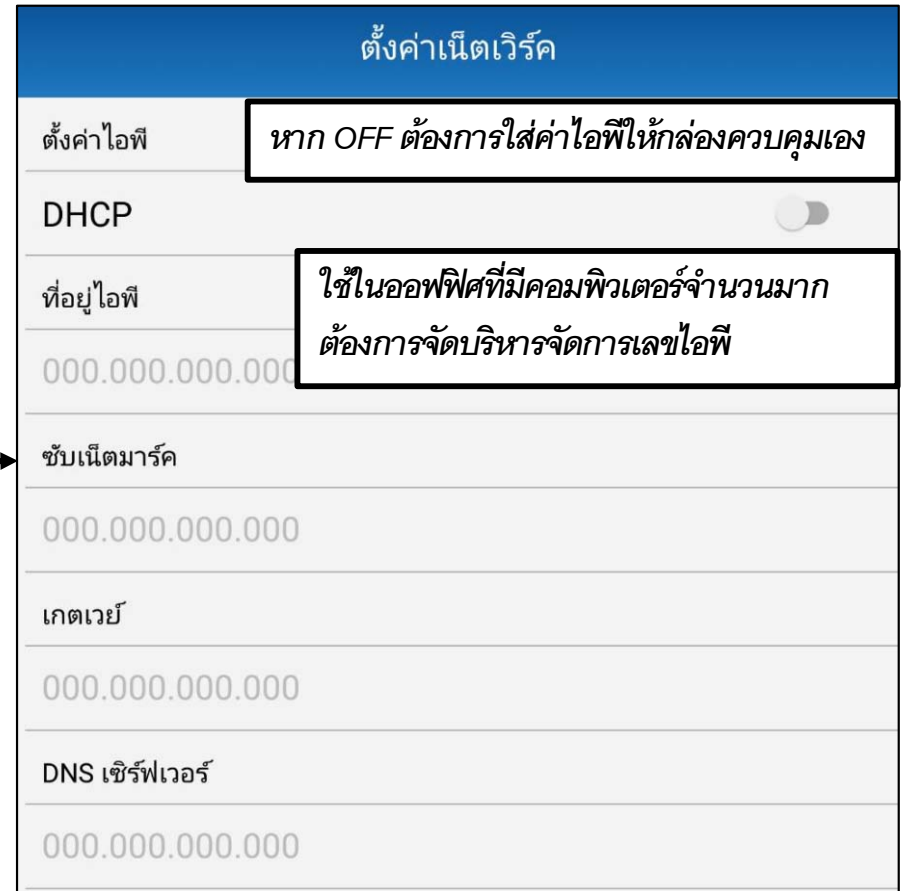 ตั้งค่าเน็ตเวิร์ค
ตั้งค่าไอพี
หาก OFF ต้องการใส่ค่าไอพีให้กล่องควบคุมเอง
DHCP
ที่อยู่ไอพี
ใช้ในออฟฟิศที่มีคอมพิวเตอร์จำนวนมาก
ต้องการจัดบริหารจัดการเลขไอพี
000.000.000.000
ซับเน็ตมาร์ค
000.000.000.000
เกตเวย์
000.000.000.000
DNS เซิร์ฟเวอร์
000.000.000.000